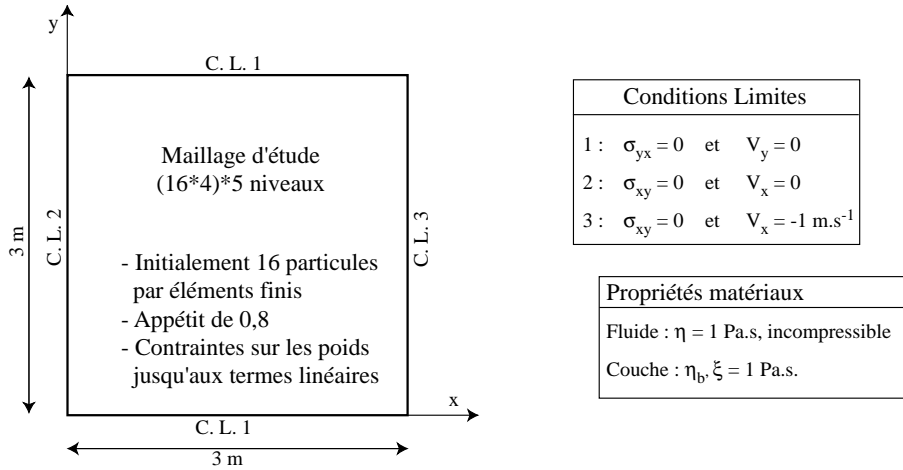 y
C. L. 1
Maillage d'étude
(16*4)*5 niveaux
3 m
C. L. 2
C. L. 3
- Initialement 16 particules
par éléments finis
- Appétit de 0,8
- Contraintes sur les poids
jusqu'aux termes linéaires
x
C. L. 1
3 m
Conditions Limites
1 : σyx = 0 et Vy = 0
2 : σxy = 0 et Vx = 0
3 : σxy = 0 et Vx = -1 m.s-1
Propriétés matériaux
Fluide : η = 1 Pa.s, incompressible
Couche : ηb, ξ = 1 Pa.s.